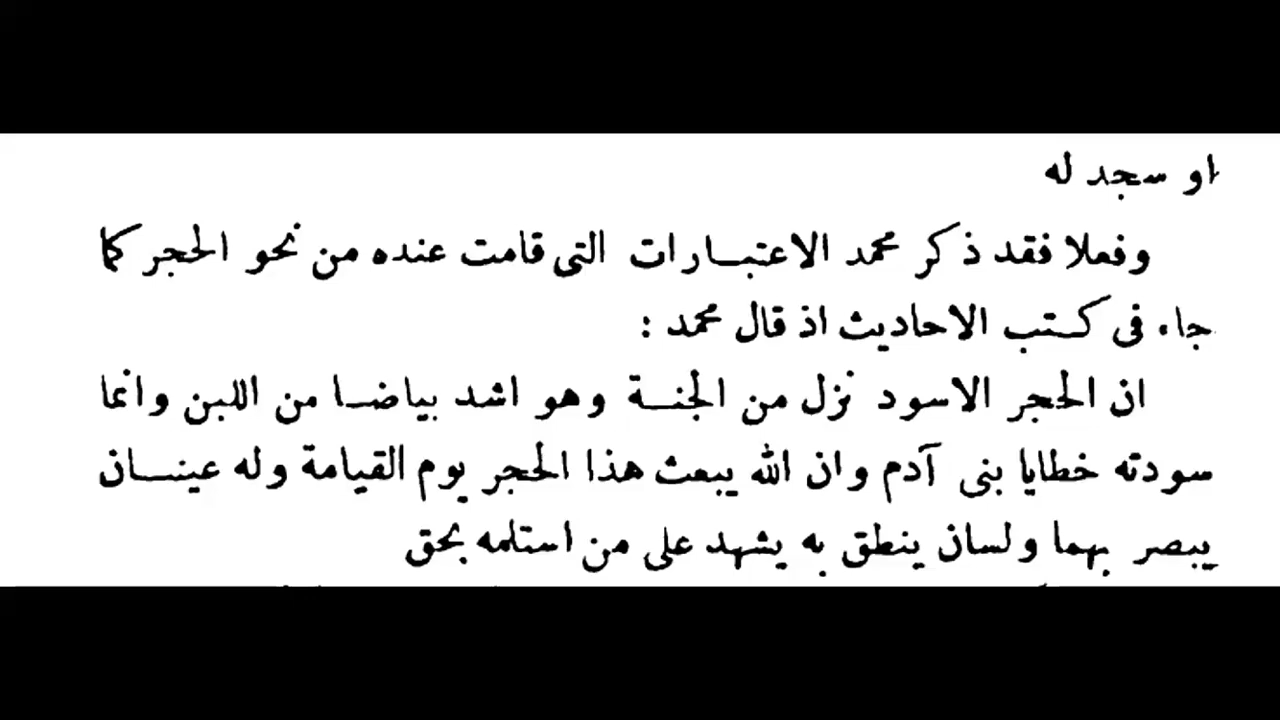 او سجد له
وفعلا فقد ذكر محمد الاعتبارات التى قامت عنده من نحو الحجر كما
جاء فى كتب الاحاديث اذ قال محمد :
ان الحجر الاسود نزل من الجنة وهو اشد بياضا من اللبن وانما
سودته خطايا بنى آدم وان الله يبعث هذا الحجر يوم القيامة وله عينان
يبصر بهما ولسان ينطق به يشهد على من استلمه بحق